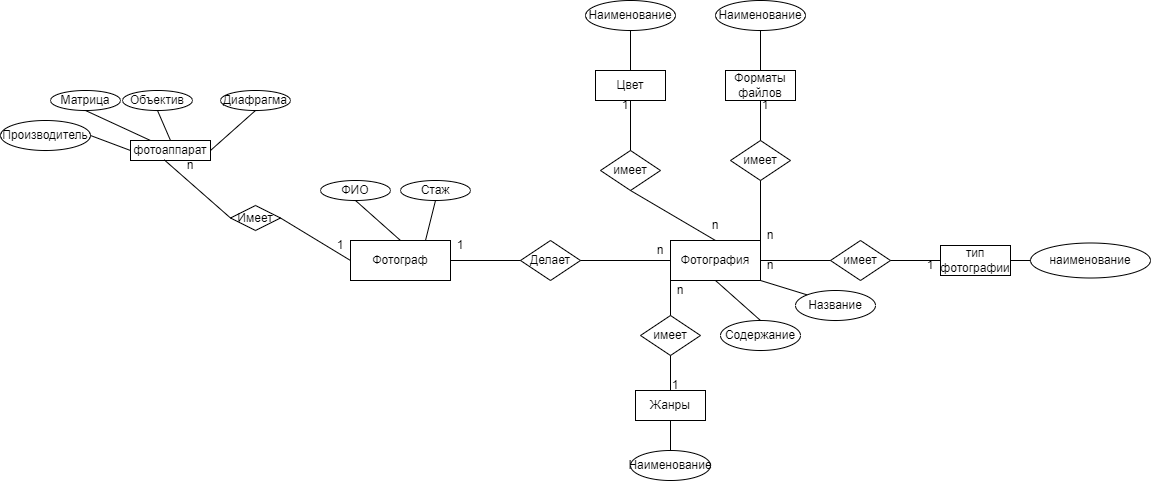 Наименование
Наименование
Цвет
Форматы
файлов
1
1
Матрица
Объектив
Диафрагма
Производитель
фотоаппарат
n
имеет
имеет
ФИО
Стаж
Имеет
n
n
1
Фотограф
1
Делает
n
Фотография
n
имеет
1
тип
фотографии
наименование
n
Название
Содержание
имеет
1
Жанры
Наименование